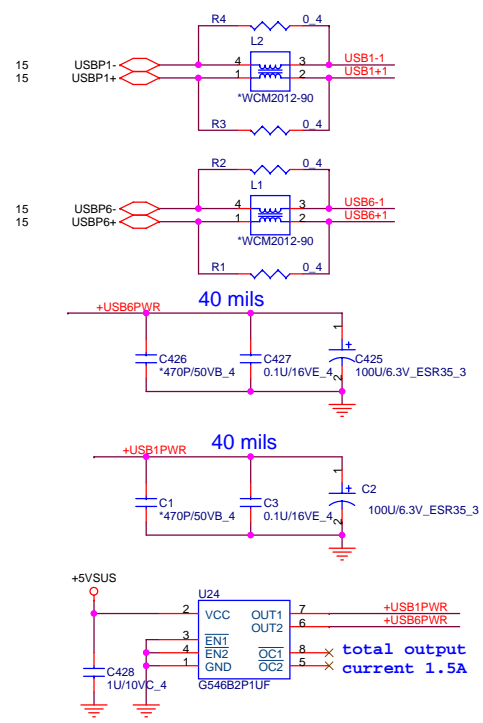 R4 0_4
L2
15 USBP1- 4 3 USB1-1
15 USBP1+ 1 2 USB1+1
*WCM2012-90
R3 0_4
R2 0_4
L1
15 USBP6- 4 3 USB6-1
15 USBP6+ 1 2 USB6+1
*WCM2012-90
R1 0_4
40 mils
+USB6PWR
1
+
C426 C427 C425
*470P/50VB_4 0.1U/16VE_4 100U/6.3V_ESR35_3
2
40 mils
+USB1PWR
1
+
C1 C3 C2
*470P/50VB_4 0.1U/16VE_4 100U/6.3V_ESR35_3
2
+5VSUS
U24
2 VCC OUT1 7 +USB1PWR
OUT2 6 +USB6PWR
3 EN1
4 EN2 OC1 8 total output
1 GND OC2 5 current 1.5A
C428
1U/10VC_4
G546B2P1UF